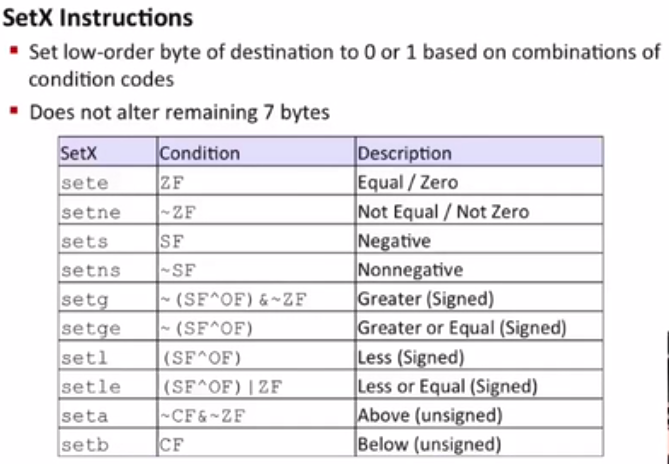 SetX Instructions
▪ Set low-order byte of destination to 0 or 1 based on combinations of
condition codes
▪ Does not alter remaining 7 bytes
SetX Condition Description
sete ZF Equal / Zero
setne ~ZF Not Equal / Not Zero
sets SF Negative
setns ~SF Nonnegative
setg ~(SF^OF)&~ZF Greater (Signed)
setge ~(SF^OF) Greater or Equal (Signed)
setl (SF^OF) Less (Signed)
setle (SF^OF)|ZF Less or Equal (Signed)
seta ~CF&~ZF Above (unsigned)
setb CF Below (unsigned)